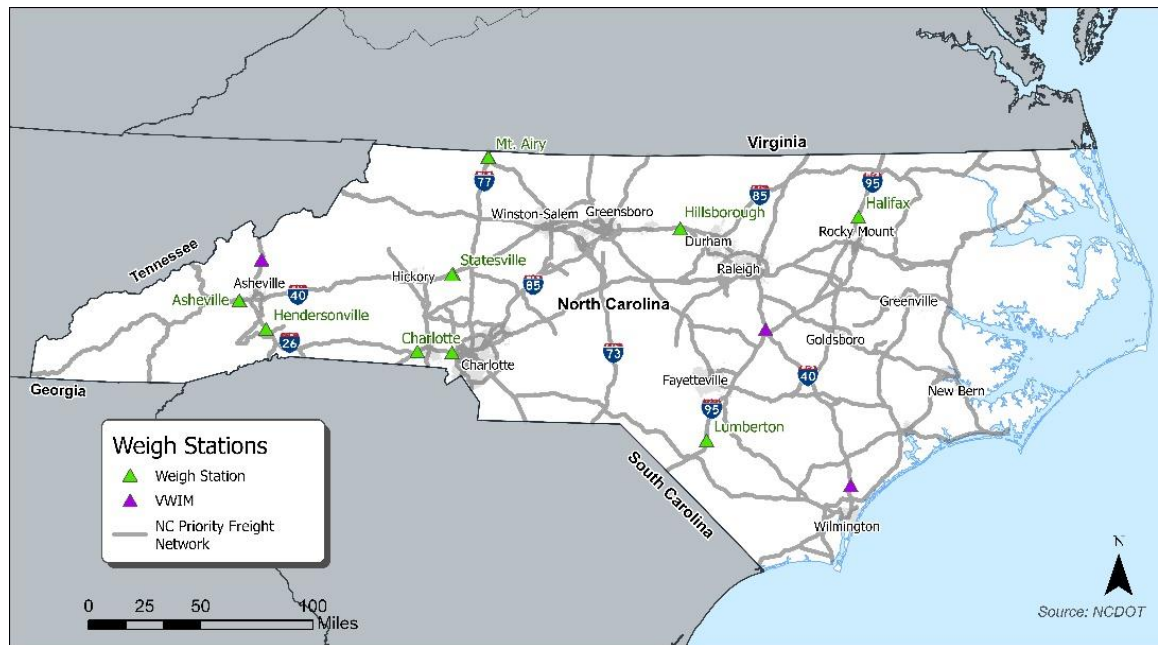 Mt. Airy
Virginia
77
85
95
Halifax
Winston-Salem
Greensboro
Hillsborough
Durham
Rocky Mount
Tennessee
Asheville
Hickory
Statesville
Raleigh
85
Asheville
40
North Carolina
Greenville
Hendersonville
26
Charlotte
Charlotte
73
Goldsboro
Fayetteville
40
New Bern
Georgia
95
Lumberton
South Carolina
Wilmington
Weigh Stations
Weigh Station
VWIM
NC Priority Freight
Network
0 25 50 100
Miles
N
Source: NCDOT